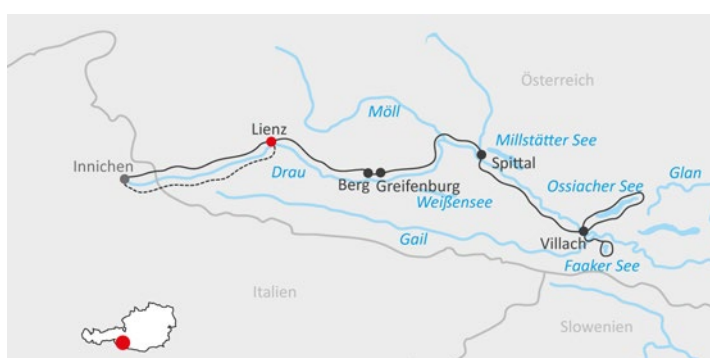 Österreich
Möll
Lienz
Millstätter See
Innichen
Drau
Spittal
Berg
Greifenburg
Ossiacher See
Glan
Weißensee
Gail
Villach
Faaker See
Italien
Slowenien